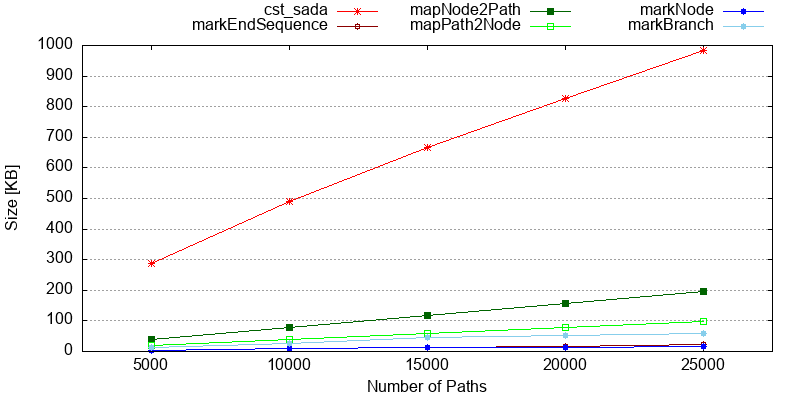 cst_sada mapNode2Path markNode
markEndSequence mapPath2Node markBranch
1000
900
800
700
600
500
400
300
200
100
0
Size [KB]
5000 10000 15000 20000 25000
Number of Paths